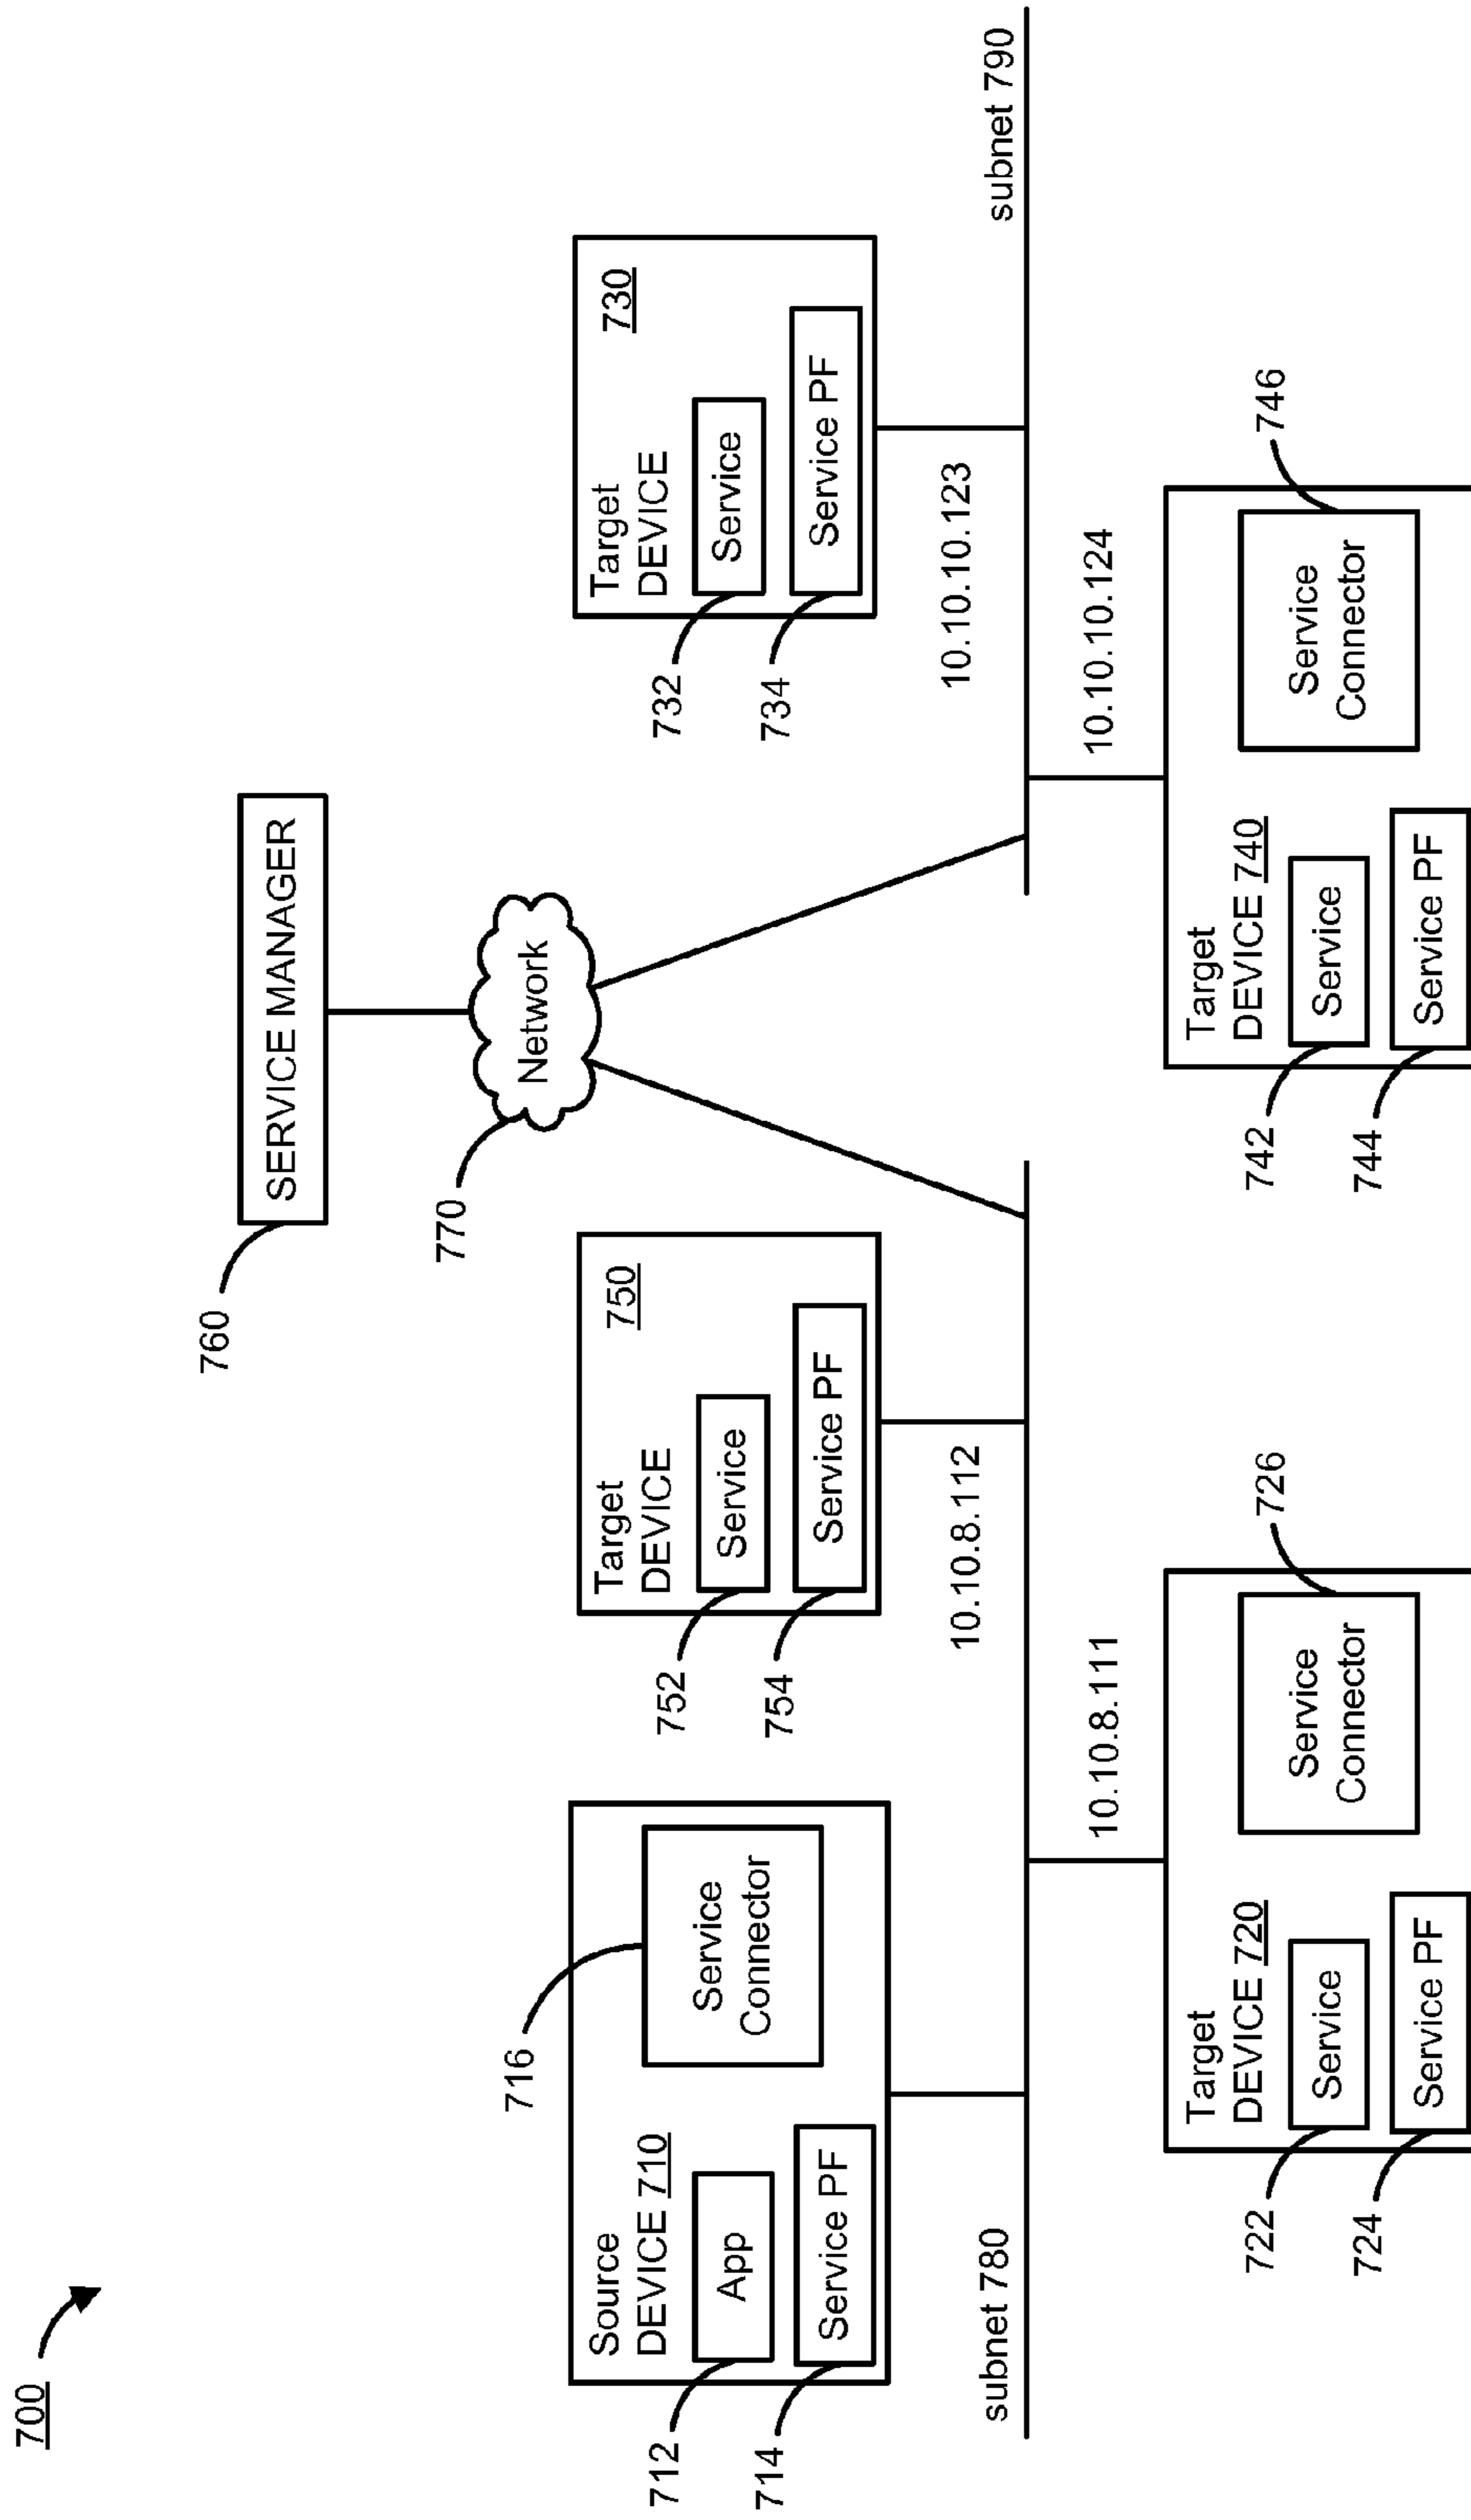 700
760
SERVICE MANAGER
770
Network
716
Source
DEVICE 710
Service
Connector
712
App
714
Service PF
Target
DEVICE
750
752
Service
754
Service PF
Target
DEVICE
730
732
Service
734
Service PF
10.10.8.112
10.10.10.123
subnet 780
subnet 790
10.10.8.111
10.10.10.124
Target
DEVICE 720
Service
Connector
726
722
Service
724
Service PF
Target
DEVICE 740
Service
Connector
746
742
Service
744
Service PF